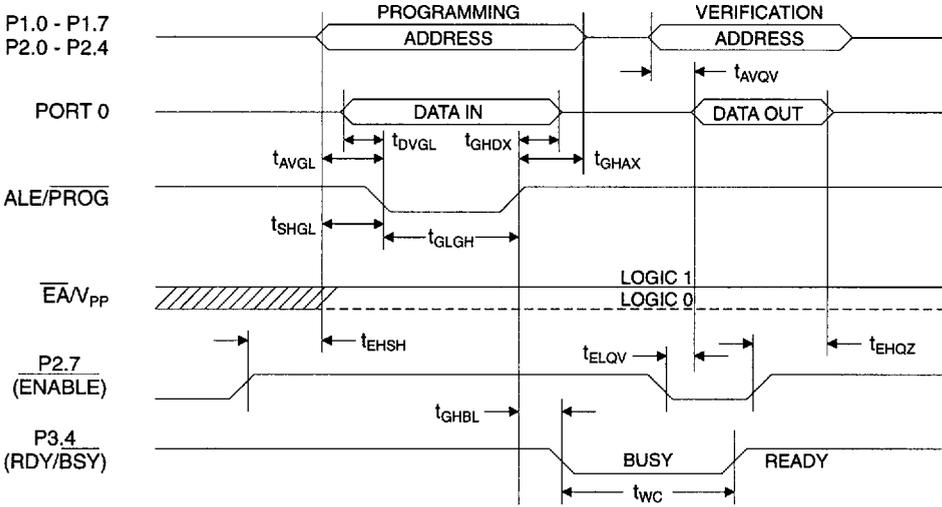 PROGRAMMING VERIFICATION
P1.0 - P1.7
P2.0 - P2.4
ADDRESS ADDRESS
tAVQV
PORT 0 DATA IN DATA OUT
tDVGL tGHDX
tAVGL tGHAX
ALE/PROG
tSHGL tGLGH
LOGIC 1
EA/VPP
LOGIC 0
tEHSH tELQV tEHQZ
P2.7
(ENABLE)
tGHBL
P3.4
(RDY/BSY) BUSY READY
tWC